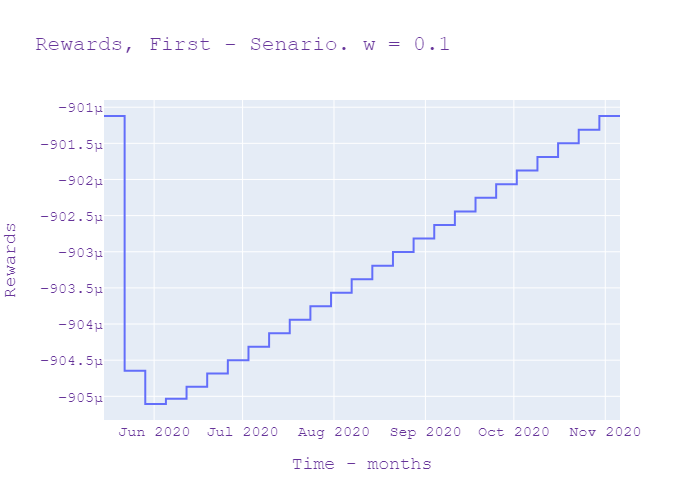 Rewards, First - Senario. w = 0.1
−901μ
−901.5μ
−902μ
−902.5μ
−903μ
−903.5μ
−904μ
−904.5μ
−905μ
Rewards
Jun 2020 Jul 2020 Aug 2020 Sep 2020 Oct 2020 Nov 2020
Time - months